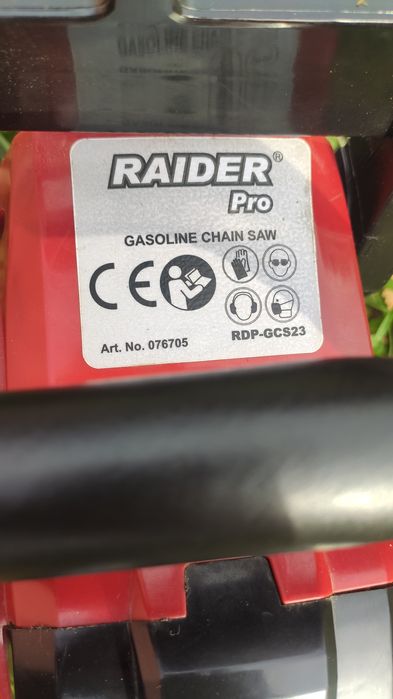 RAIDER®
Pro
GASOLINE CHAIN SAW
CE
RDP-GCS23
Art. No. 076705